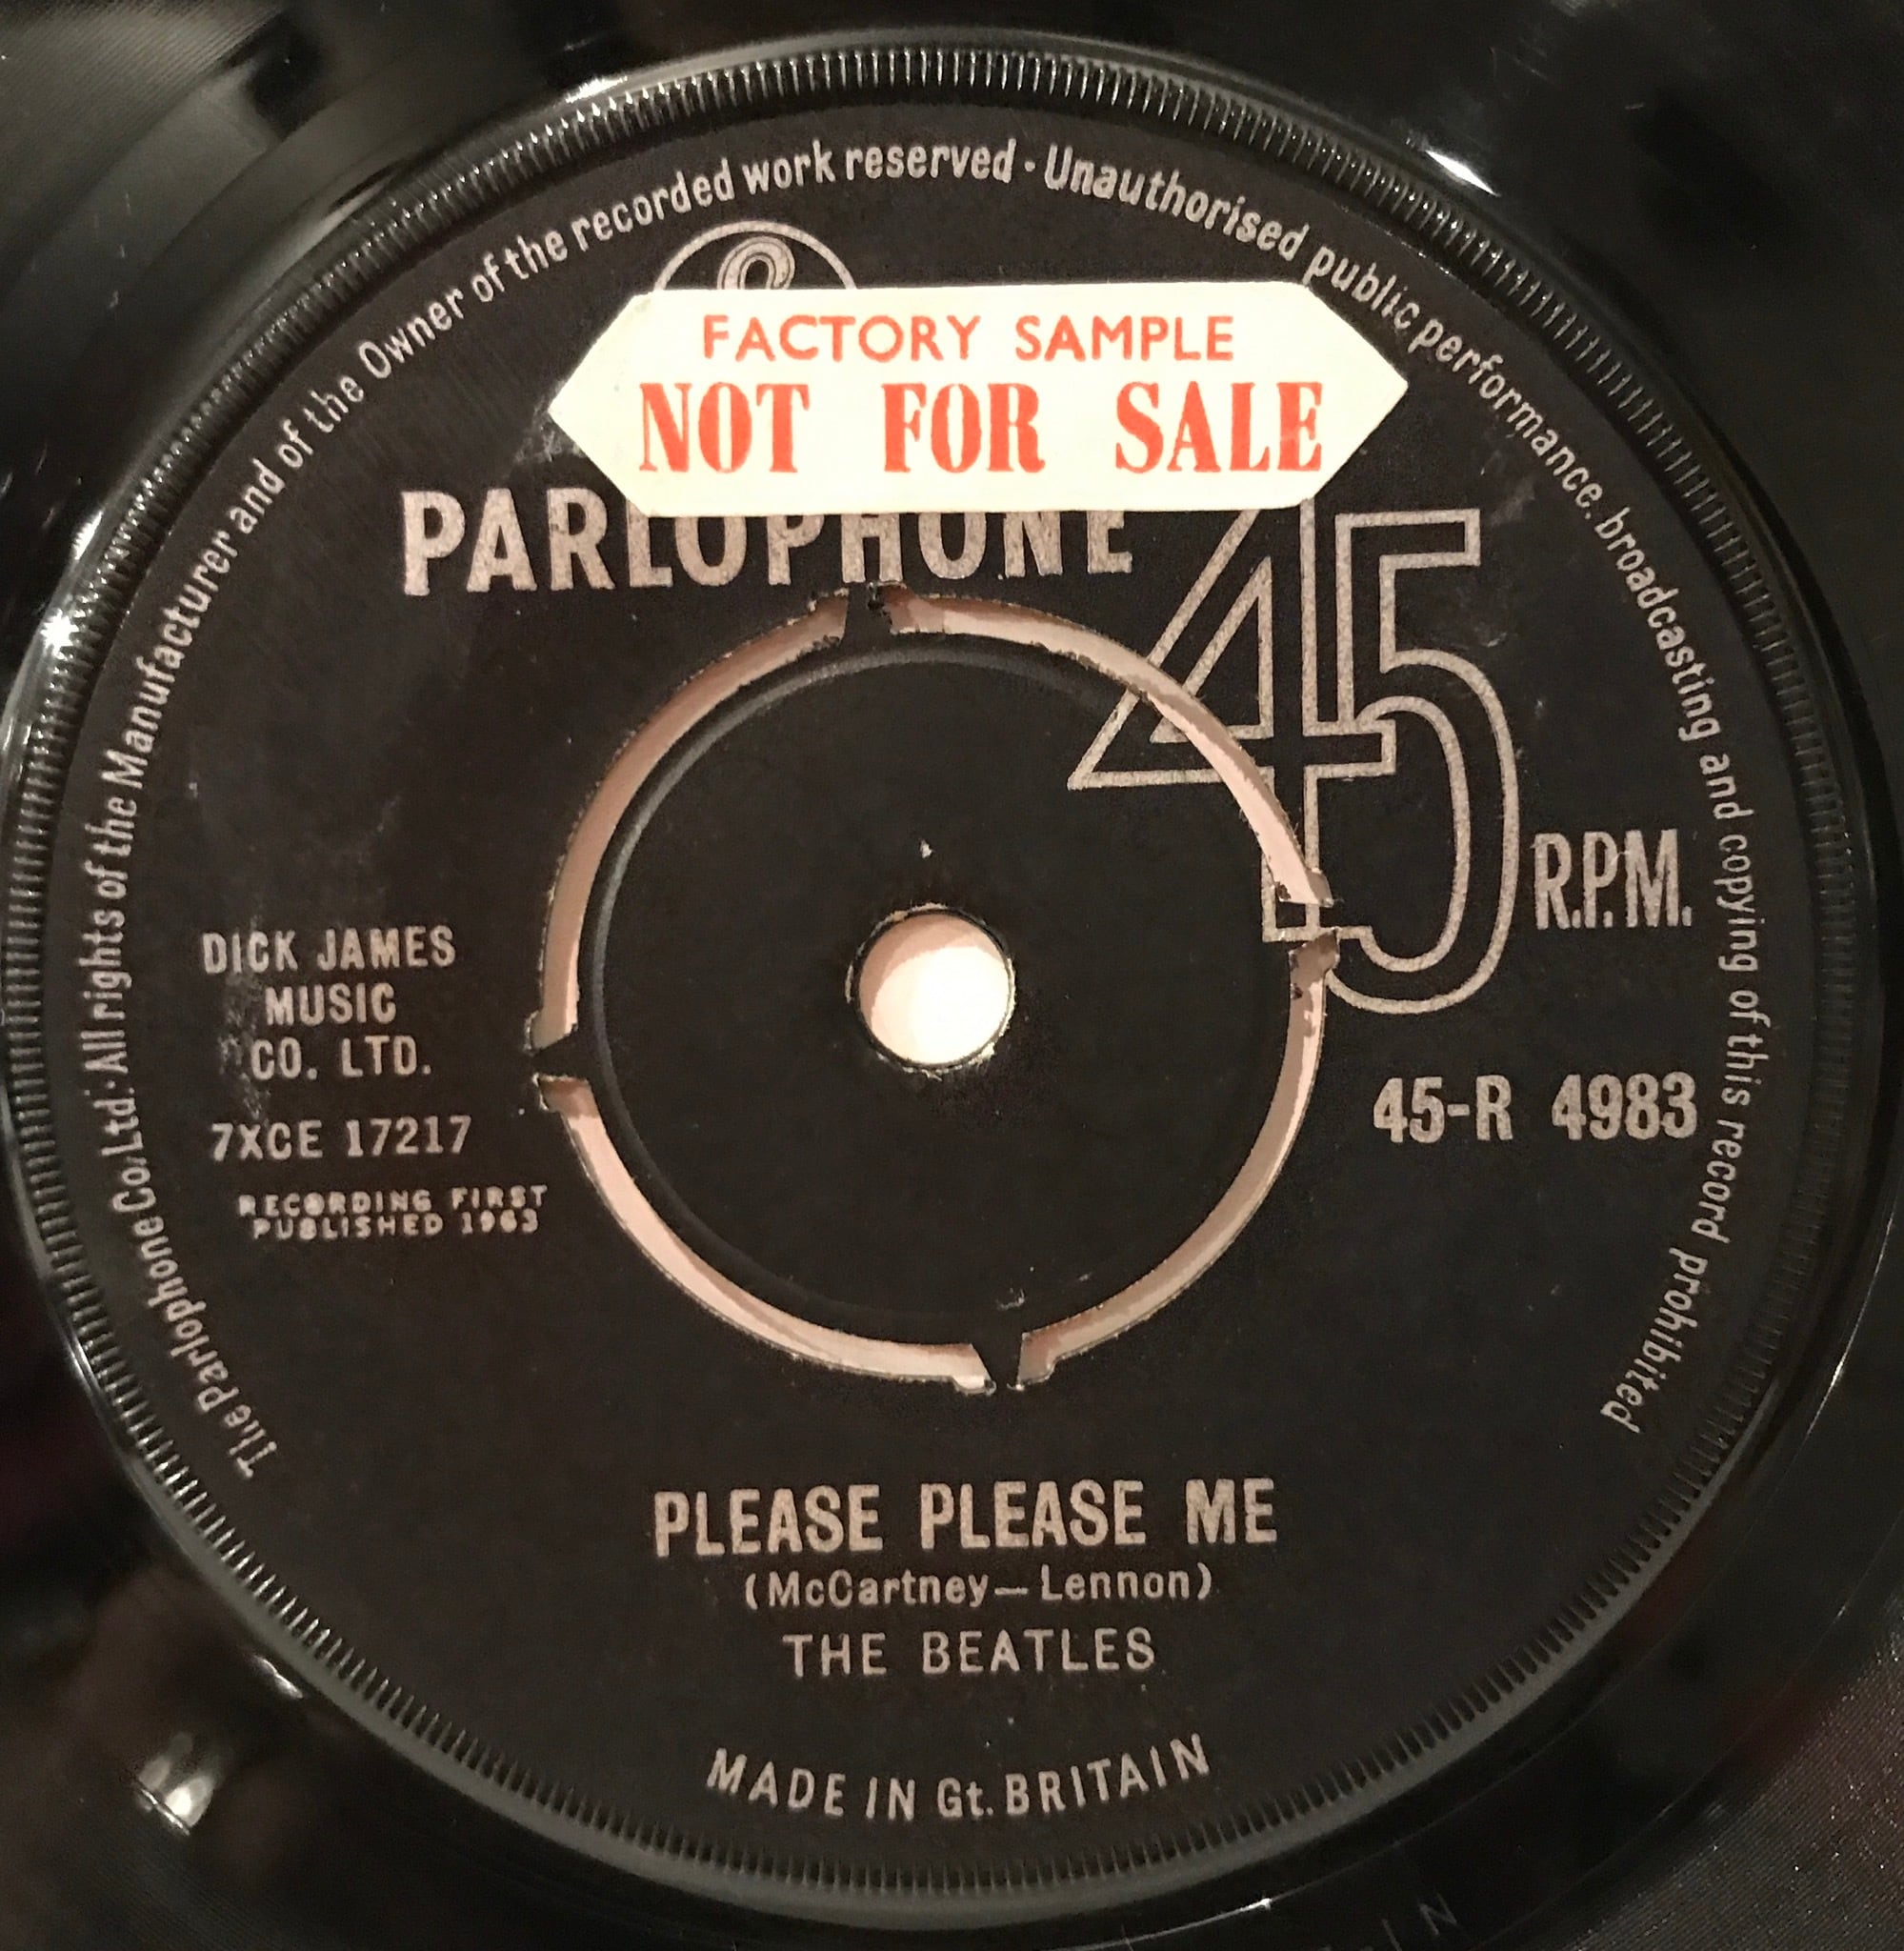 The Parlophone Co. Ltd. · All rights of the Manufacturer and of the Owner of the recorded work reserved · Unauthorised public performance, broadcasting and copying of this record prohibited
FACTORY SAMPLE
NOT FOR SALE
PARLOPHONE
45
R.P.M.
DICK JAMES
MUSIC
CO. LTD.
7XCE 17217
RECORDING FIRST
PUBLISHED 1963
45-R 4983
PLEASE PLEASE ME
(McCartney—Lennon)
THE BEATLES
MADE IN Gt. BRITAIN